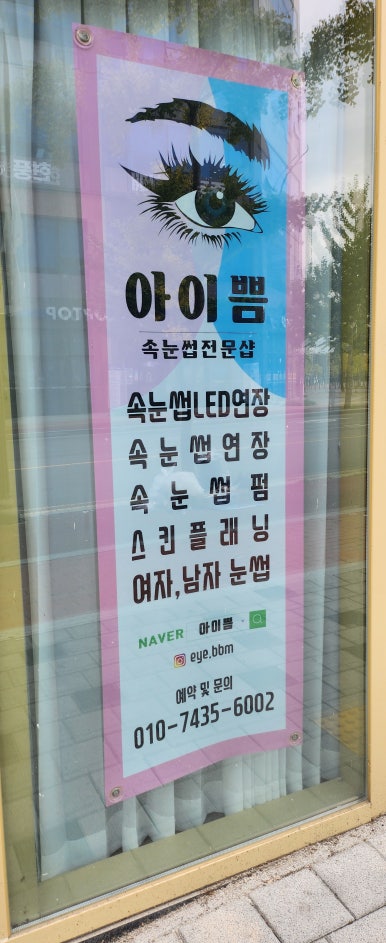 아이쁨
속눈썹전문샵
속눈썹LED연장
속눈썹연장
속눈썹펌
스킨플래닝
여자,남자 눈썹
NAVER 아이쁨
eye.bbm
예약 및 문의
010-7435-6002